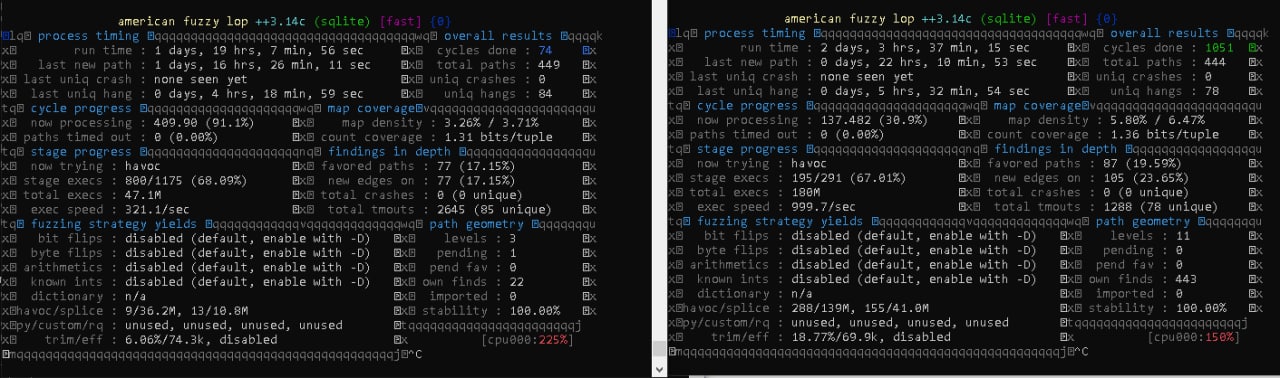 american fuzzy lop ++3.14c (sqlite) [fast] {0}
lq process timing qqqqqqqqqqqqqqqqqqqqqqqqqqqqqqqqqqqqwq overall results qqqqk
x run time : 1 days, 19 hrs, 7 min, 56 sec x cycles done : 74 x
x last new path : 1 days, 16 hrs, 26 min, 11 sec x total paths : 449 x
x last uniq crash : none seen yet x uniq crashes : 0 x
x last uniq hang : 0 days, 4 hrs, 18 min, 59 sec x uniq hangs : 84 x
tq cycle progress qqqqqqqqqqqqqqqqqqqqwq map coverage vqqqqqqqqqqqqqqqqqqqqqu
x now processing : 409.90 (91.1%) x map density : 3.26% / 3.71% x
x paths timed out : 0 (0.00%) x count coverage : 1.31 bits/tuple x
tq stage progress qqqqqqqqqqqqqqqqqqqqnq findings in depth qqqqqqqqqqqqqqqqqu
x now trying : havoc x favored paths : 77 (17.15%) x
x stage execs : 800/1175 (68.09%) x new edges on : 77 (17.15%) x
x total execs : 47.1M x total crashes : 0 (0 unique) x
x exec speed : 321.1/sec x total tmouts : 2645 (85 unique) x
tq fuzzing strategy yields qqqqqqqqqqqqqqqqqqqqvqqqqqqqqqqqwq path geometry qqqqqqqu
x bit flips : disabled (default, enable with -D) x levels : 3 x
x byte flips : disabled (default, enable with -D) x pending : 1 x
x arithmetics : disabled (default, enable with -D) x pend fav : 0 x
x known ints : disabled (default, enable with -D) x own finds : 22 x
x dictionary : n/a x imported : 0 x
x havoc/splice : 9/36.2M, 13/10.8M x stability : 100.00% x
x py/custom/rq : unused, unused, unused, unused tqqqqqqqqqqqqqqqqqqqqqqqj
x trim/eff : 6.06%/74.3k, disabled x [cpu000:225%]
mqqqqqqqqqqqqqqqqqqqqqqqqqqqqqqqqqqqqqqqqqqqqqqqqqqqqj^C
american fuzzy lop ++3.14c (sqlite) [fast] {0}
lq process timing qqqqqqqqqqqqqqqqqqqqqqqqqqqqqqqqqqqqwq overall results qqqqk
x run time : 2 days, 3 hrs, 37 min, 15 sec x cycles done : 1051 x
x last new path : 0 days, 22 hrs, 10 min, 53 sec x total paths : 444 x
x last uniq crash : none seen yet x uniq crashes : 0 x
x last uniq hang : 0 days, 5 hrs, 32 min, 54 sec x uniq hangs : 78 x
tq cycle progress qqqqqqqqqqqqqqqqqqqqwq map coverage vqqqqqqqqqqqqqqqqqqqqqu
x now processing : 137.482 (30.9%) x map density : 5.80% / 6.47% x
x paths timed out : 0 (0.00%) x count coverage : 1.36 bits/tuple x
tq stage progress qqqqqqqqqqqqqqqqqqqqnq findings in depth qqqqqqqqqqqqqqqqqu
x now trying : havoc x favored paths : 87 (19.59%) x
x stage execs : 195/291 (67.01%) x new edges on : 105 (23.65%) x
x total execs : 180M x total crashes : 0 (0 unique) x
x exec speed : 999.7/sec x total tmouts : 1288 (78 unique) x
tq fuzzing strategy yields qqqqqqqqqqqqqqqqqqqqvqqqqqqqqqqqwq path geometry qqqqqqqu
x bit flips : disabled (default, enable with -D) x levels : 11 x
x byte flips : disabled (default, enable with -D) x pending : 0 x
x arithmetics : disabled (default, enable with -D) x pend fav : 0 x
x known ints : disabled (default, enable with -D) x own finds : 443 x
x dictionary : n/a x imported : 0 x
x havoc/splice : 288/139M, 155/41.0M x stability : 100.00% x
x py/custom/rq : unused, unused, unused, unused tqqqqqqqqqqqqqqqqqqqqqqqj
x trim/eff : 18.77%/69.9k, disabled x [cpu000:150%]
mqqqqqqqqqqqqqqqqqqqqqqqqqqqqqqqqqqqqqqqqqqqqqqqqqqqqj^C